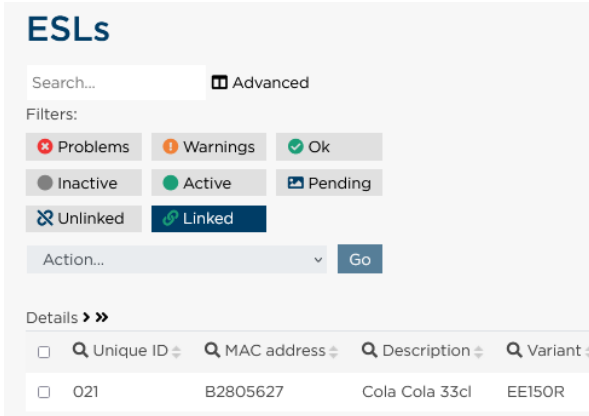 ESLs
Search...
Advanced
Filters:
Problems Warnings Ok
Inactive Active Pending
Unlinked Linked
Action... Go
Details
Unique ID MAC address Description Variant
021 B2805627 Cola Cola 33cl EE150R